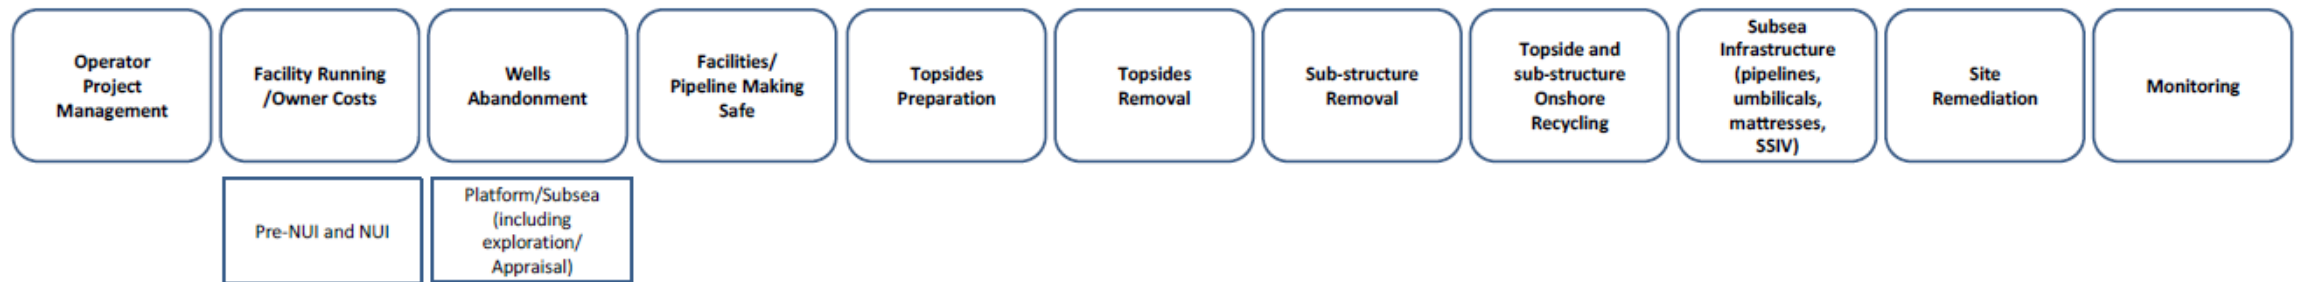 Operator
Project
Management
Facility Running
/Owner Costs
Wells
Abandonment
Facilities/
Pipeline Making
Safe
Topsides
Preparation
Topsides
Removal
Sub-structure
Removal
Topside and
sub-structure
Onshore
Recycling
Subsea
Infrastructure
(pipelines,
umbilicals,
mattresses,
SSIV)
Site
Remediation
Monitoring
Pre-NUI and NUI
Platform/Subsea
(including
exploration/
Appraisal)